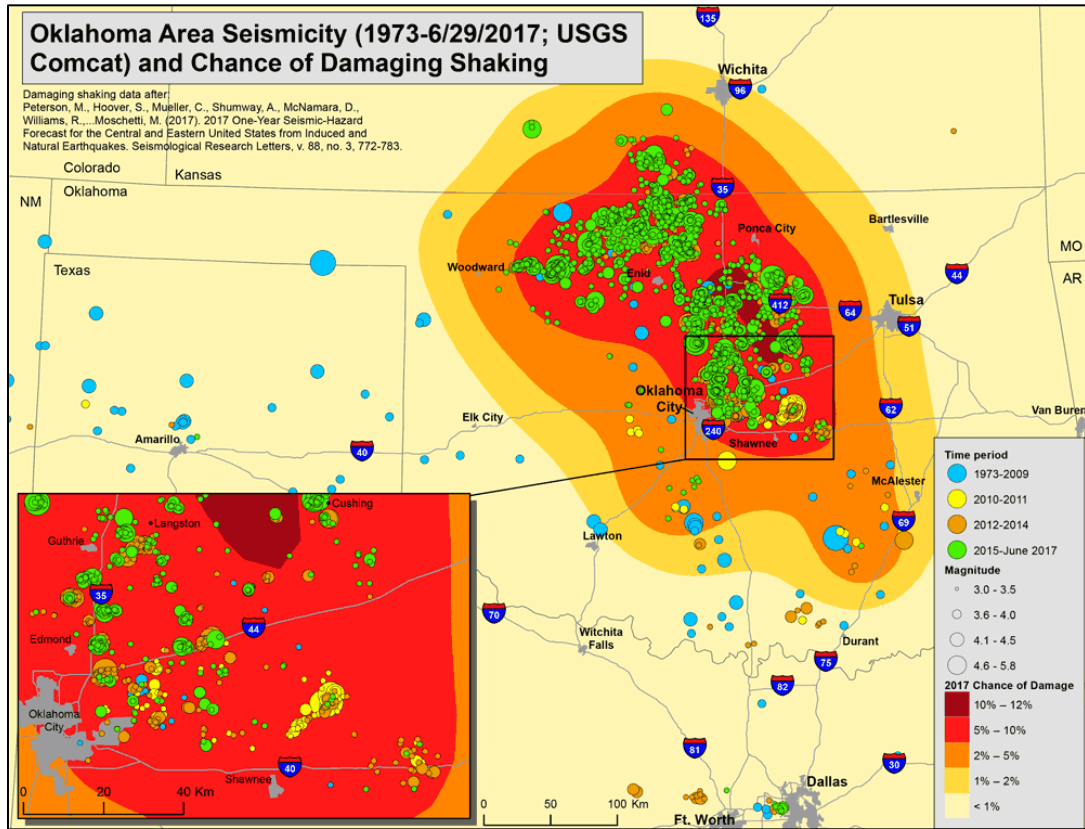 Oklahoma Area Seismicity (1973-6/29/2017; USGS
Comcat) and Chance of Damaging Shaking
Damaging shaking data after:
Peterson, M., Hoover, S., Mueller, C., Shumway, A., McNamara, D.,
Williams, R.,...Moschetti, M. (2017). 2017 One-Year Seismic-Hazard
Forecast for the Central and Eastern United States from Induced and
Natural Earthquakes. Seismological Research Letters, v. 88, no. 3, 772-783.
135
Wichita
96
Colorado
Kansas
Oklahoma
NM
35
Bartlesville
Ponca City
MO
AR
Texas
Woodward
Enid
44
412
64
Tulsa
51
Oklahoma
City
Elk City
62
Van Buren
240
Shawnee
Amarillo
40
McAlester
69
Lawton
70
Witchita
Falls
Durant
75
82
81
30
Dallas
Ft. Worth
0 50 100 Km
Cushing
Langston
Guthrie
35
44
Edmond
Oklahoma
City
40
Shawnee
0 20 40 Km
Time period
1973-2009
2010-2011
2012-2014
2015-June 2017
Magnitude
3.0 - 3.5
3.6 - 4.0
4.1 - 4.5
4.6 - 5.8
2017 Chance of Damage
10% – 12%
5% – 10%
2% – 5%
1% – 2%
< 1%